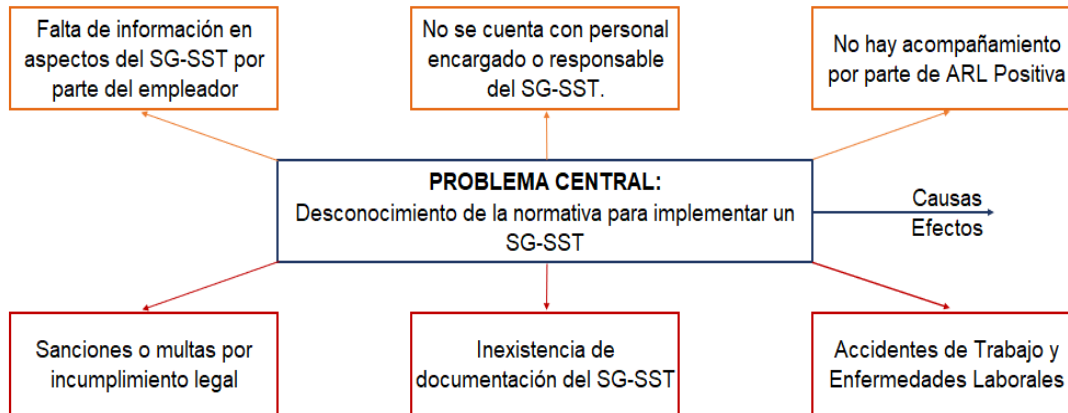 Falta de información en
aspectos del SG-SST por
parte del empleador
No se cuenta con personal
encargado o responsable
del SG-SST.
No hay acompañamiento
por parte de ARL Positiva
PROBLEMA CENTRAL:
Desconocimiento de la normativa para implementar un
SG-SST
Causas
Efectos
Sanciones o multas por
incumplimiento legal
Inexistencia de
documentación del SG-SST
Accidentes de Trabajo y
Enfermedades Laborales